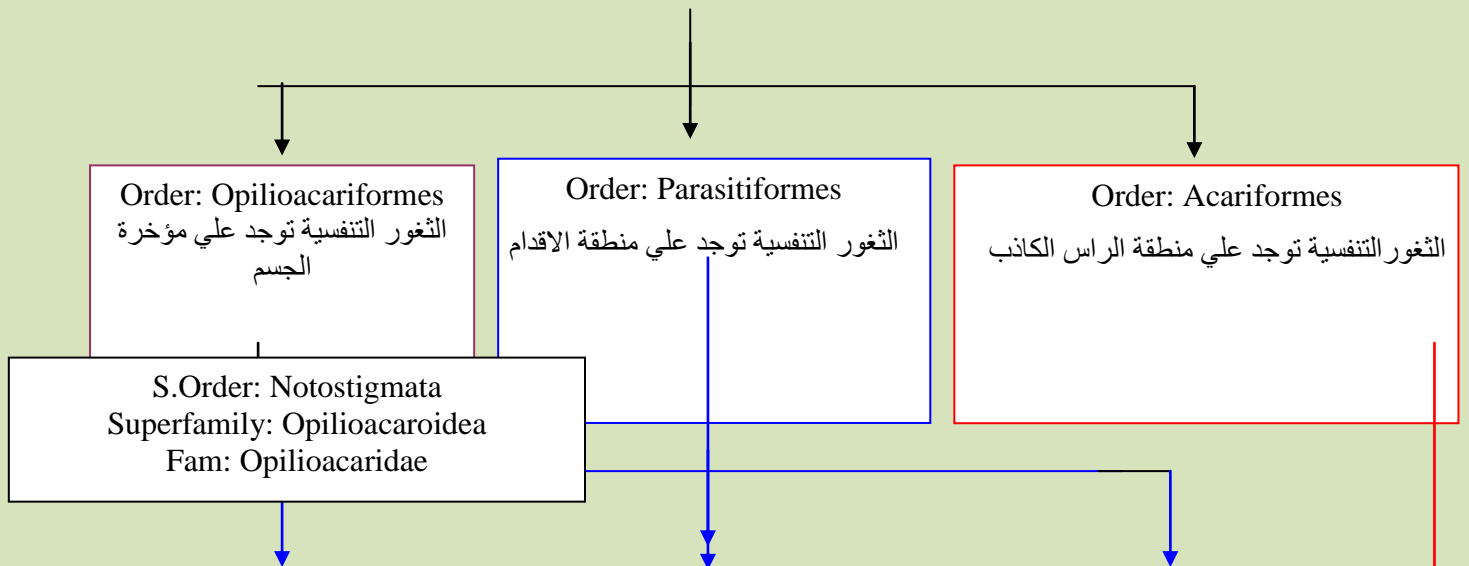 Order: Opilioacariformes
الثغور التنفسية توجد علي مؤخرة
الجسم
Order: Parasitiformes
الثغور التنفسية توجد علي منطقة الاقدام
Order: Acariformes
الثغورالتنفسية توجد علي منطقة الراس الكاذب
S.Order: Notostigmata
Superfamily: Opilioacaroidea
Fam: Opilioacaridae